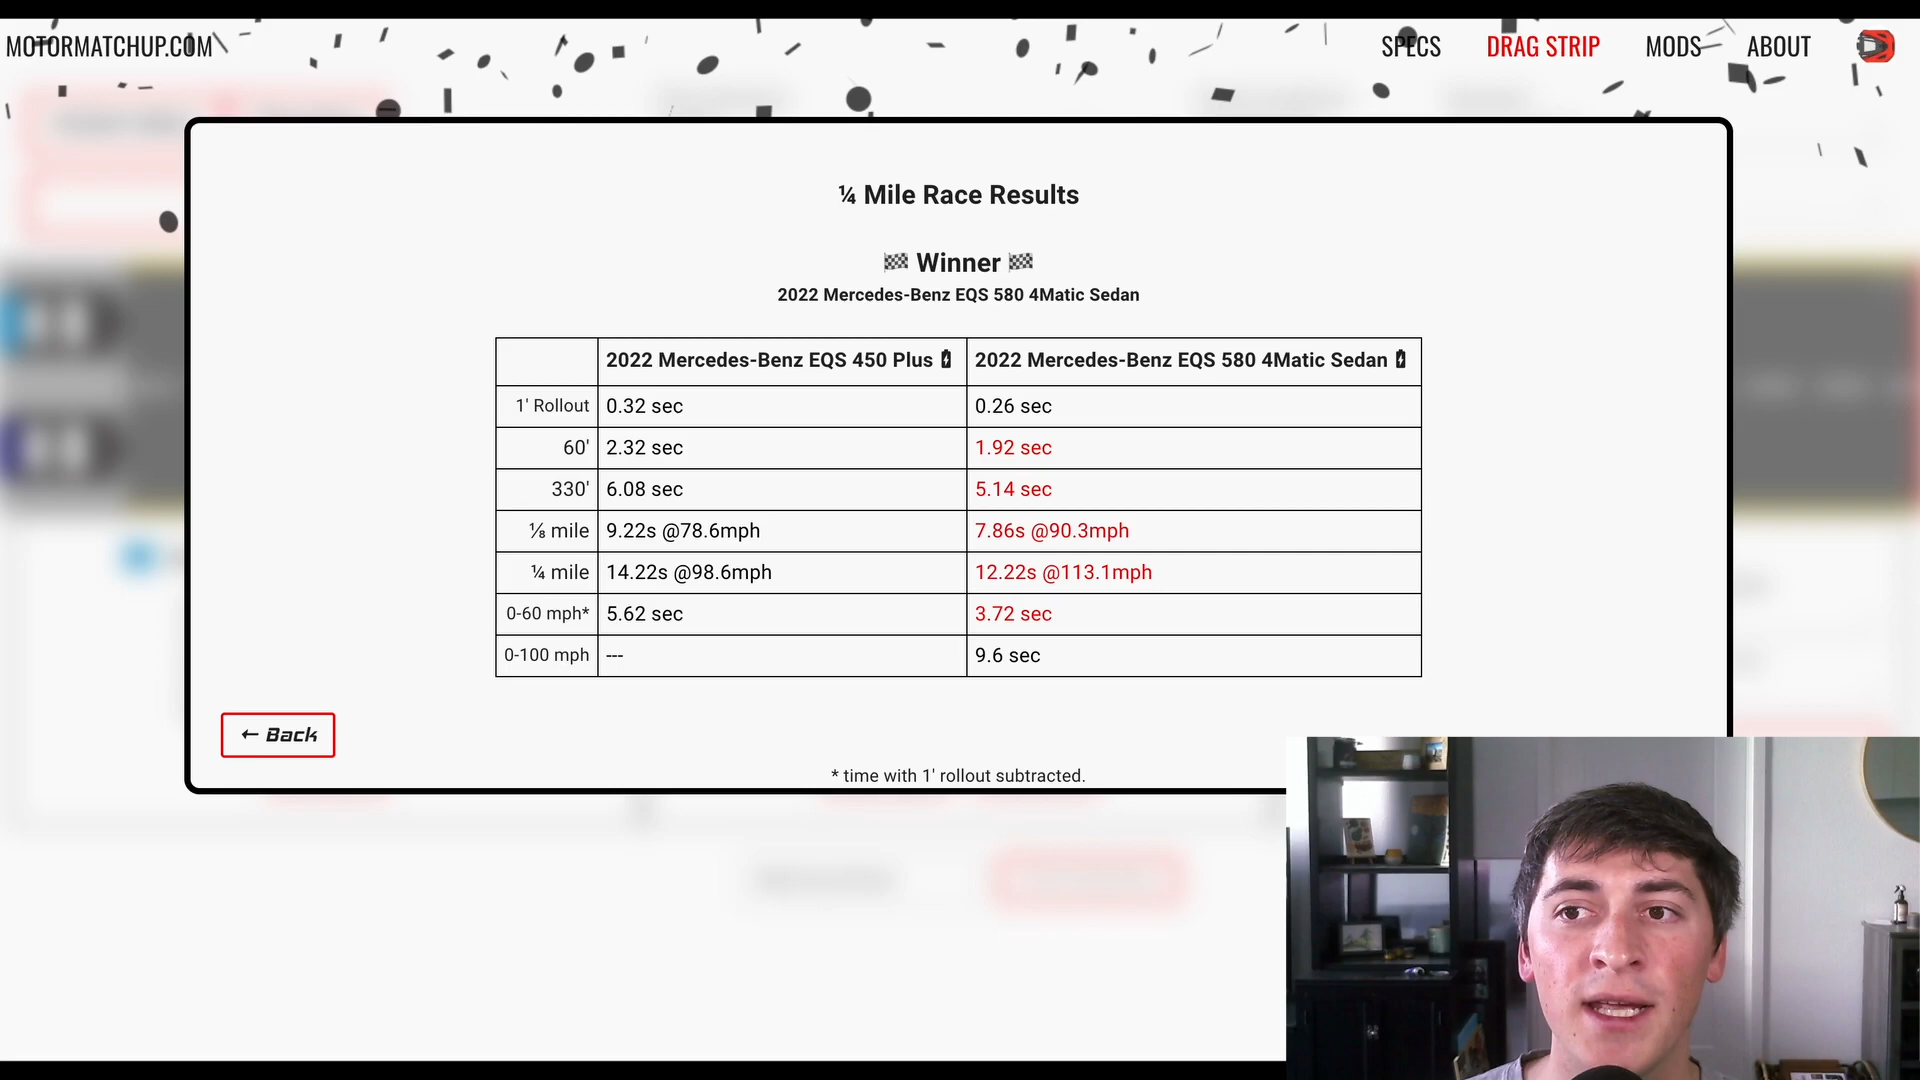 MOTORMATCHUP.COM
SPECS DRAG STRIP MODS ABOUT
¼ Mile Race Results
Winner
2022 Mercedes-Benz EQS 580 4Matic Sedan
2022 Mercedes-Benz EQS 450 Plus 2022 Mercedes-Benz EQS 580 4Matic Sedan
1' Rollout 0.32 sec 0.26 sec
60' 2.32 sec 1.92 sec
330' 6.08 sec 5.14 sec
⅛ mile 9.22s @78.6mph 7.86s @90.3mph
¼ mile 14.22s @98.6mph 12.22s @113.1mph
0-60 mph* 5.62 sec 3.72 sec
0-100 mph --- 9.6 sec
← Back
* time with 1' rollout subtracted.